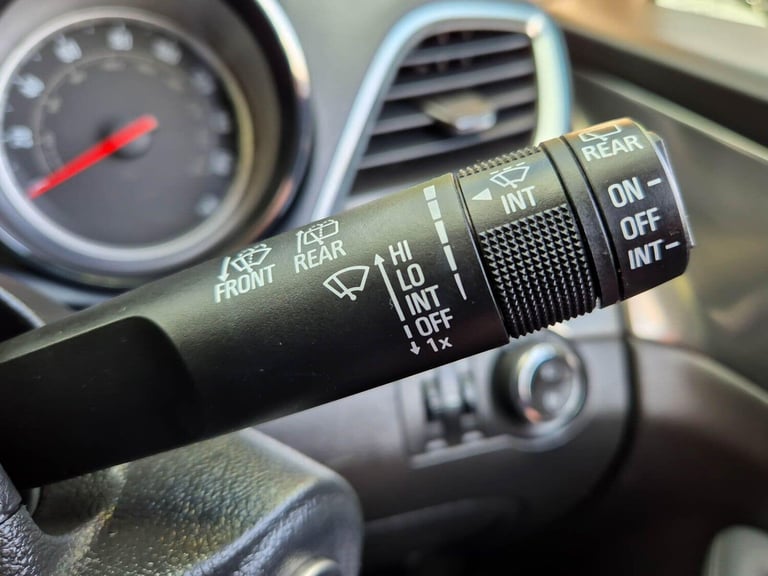 FRONT
REAR
HI
LO
INT
OFF
1x
INT
REAR
ON
OFF
INT